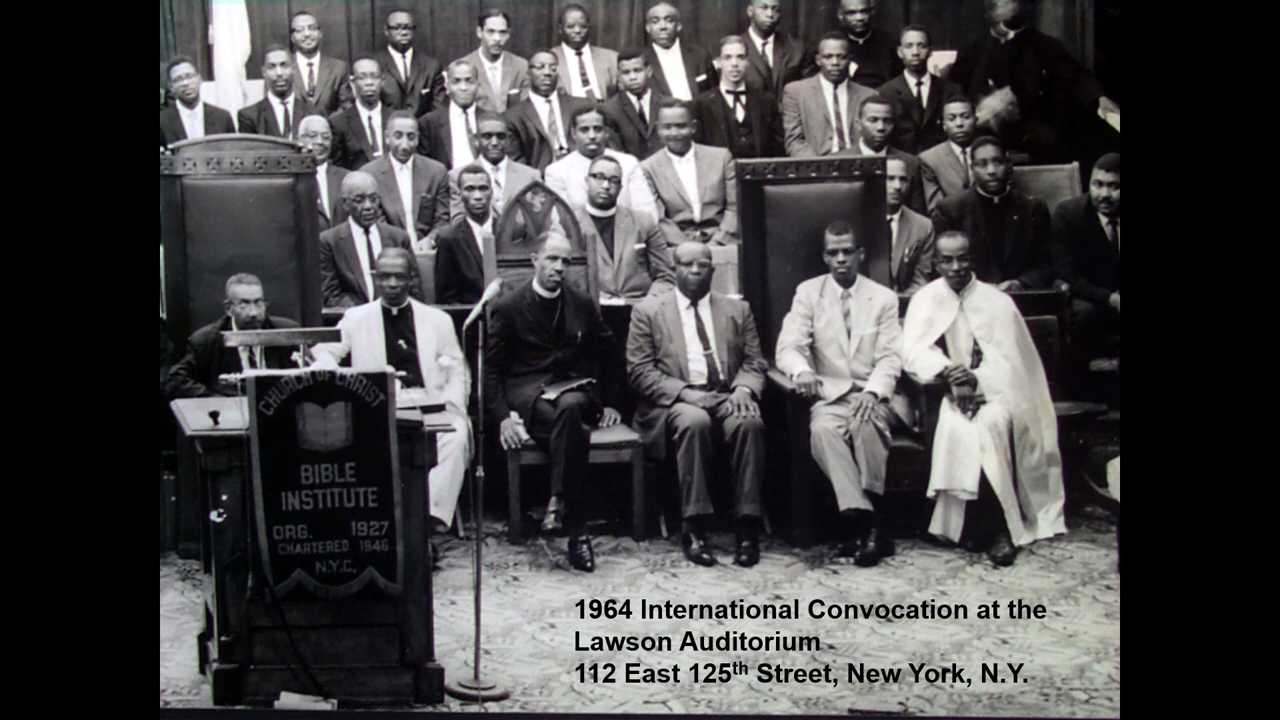 CHURCH OF CHRIST
BIBLE
INSTITUTE
ORG. 1927
CHARTERED 1946
N.Y.C.
1964 International Convocation at the
Lawson Auditorium
112 East 125th Street, New York, N.Y.